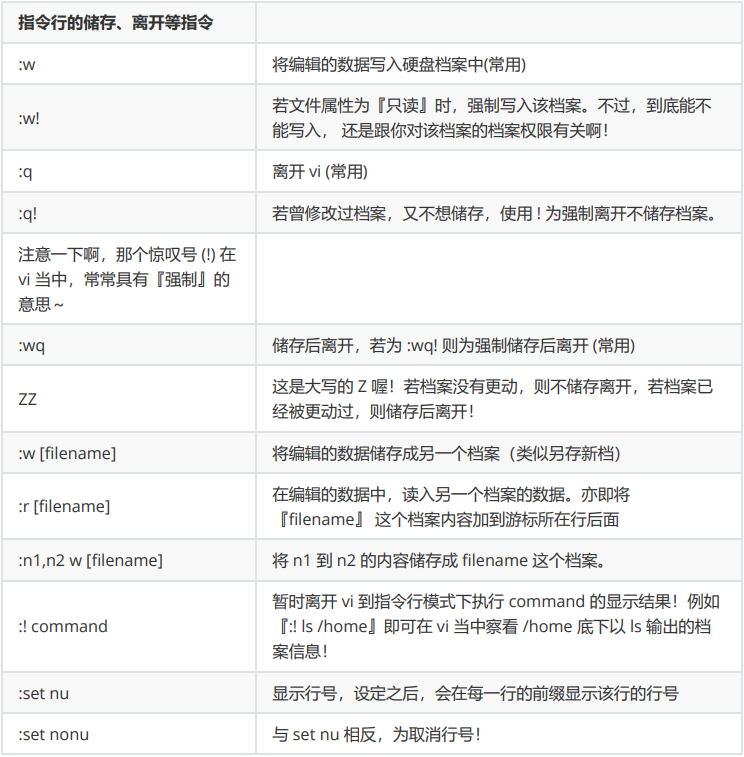 指令行的储存、离开等指令
:w
将编辑的数据写入硬盘档案中(常用)
:w!
若文件属性为『只读』时，强制写入该档案。不过，到底能不
能写入， 还是跟你对该档案的档案权限有关啊！
:q
离开 vi (常用)
:q!
若曾修改过档案，又不想储存，使用 ! 为强制离开不储存档案。
注意一下啊，那个惊叹号 (!) 在
vi 当中，常常具有『强制』的
意思～
:wq
储存后离开，若为 :wq! 则为强制储存后离开 (常用)
ZZ
这是大写的 Z 喔！若档案没有更动，则不储存离开，若档案已
经被更动过，则储存后离开！
:w [filename]
将编辑的数据储存成另一个档案（类似另存新档）
:r [filename]
在编辑的数据中，读入另一个档案的数据。亦即将
『filename』 这个档案内容加到游标所在行后面
:n1,n2 w [filename]
将 n1 到 n2 的内容储存成 filename 这个档案。
:! command
暂时离开 vi 到指令行模式下执行 command 的显示结果！例如
『:! ls /home』即可在 vi 当中察看 /home 底下以 ls 输出的档
案信息！
:set nu
显示行号，设定之后，会在每一行的前缀显示该行的行号
:set nonu
与 set nu 相反，为取消行号！